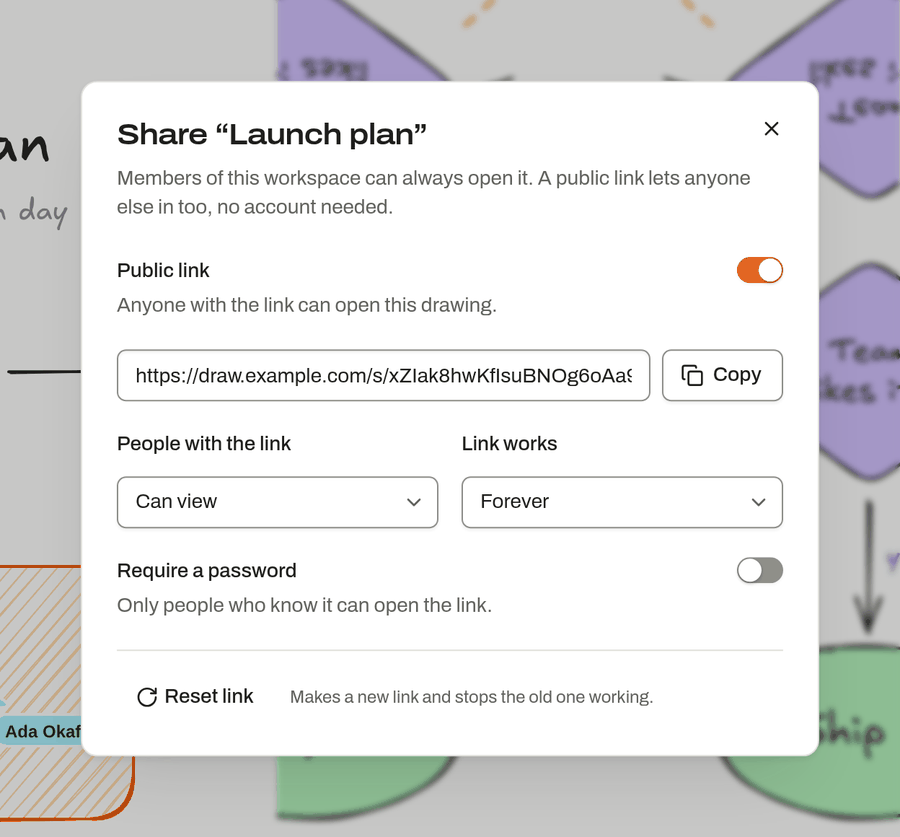 Share “Launch plan”
Members of this workspace can always open it. A public link lets anyone
else in too, no account needed.
an
day
Public link
Anyone with the link can open this drawing.
https://draw.example.com/s/
Copy
People with the link
Link works
Can view
Forever
Require a password
Only people who know it can open the link.
Reset link
Makes a new link and stops the old one working.
Ada Okaf
Team